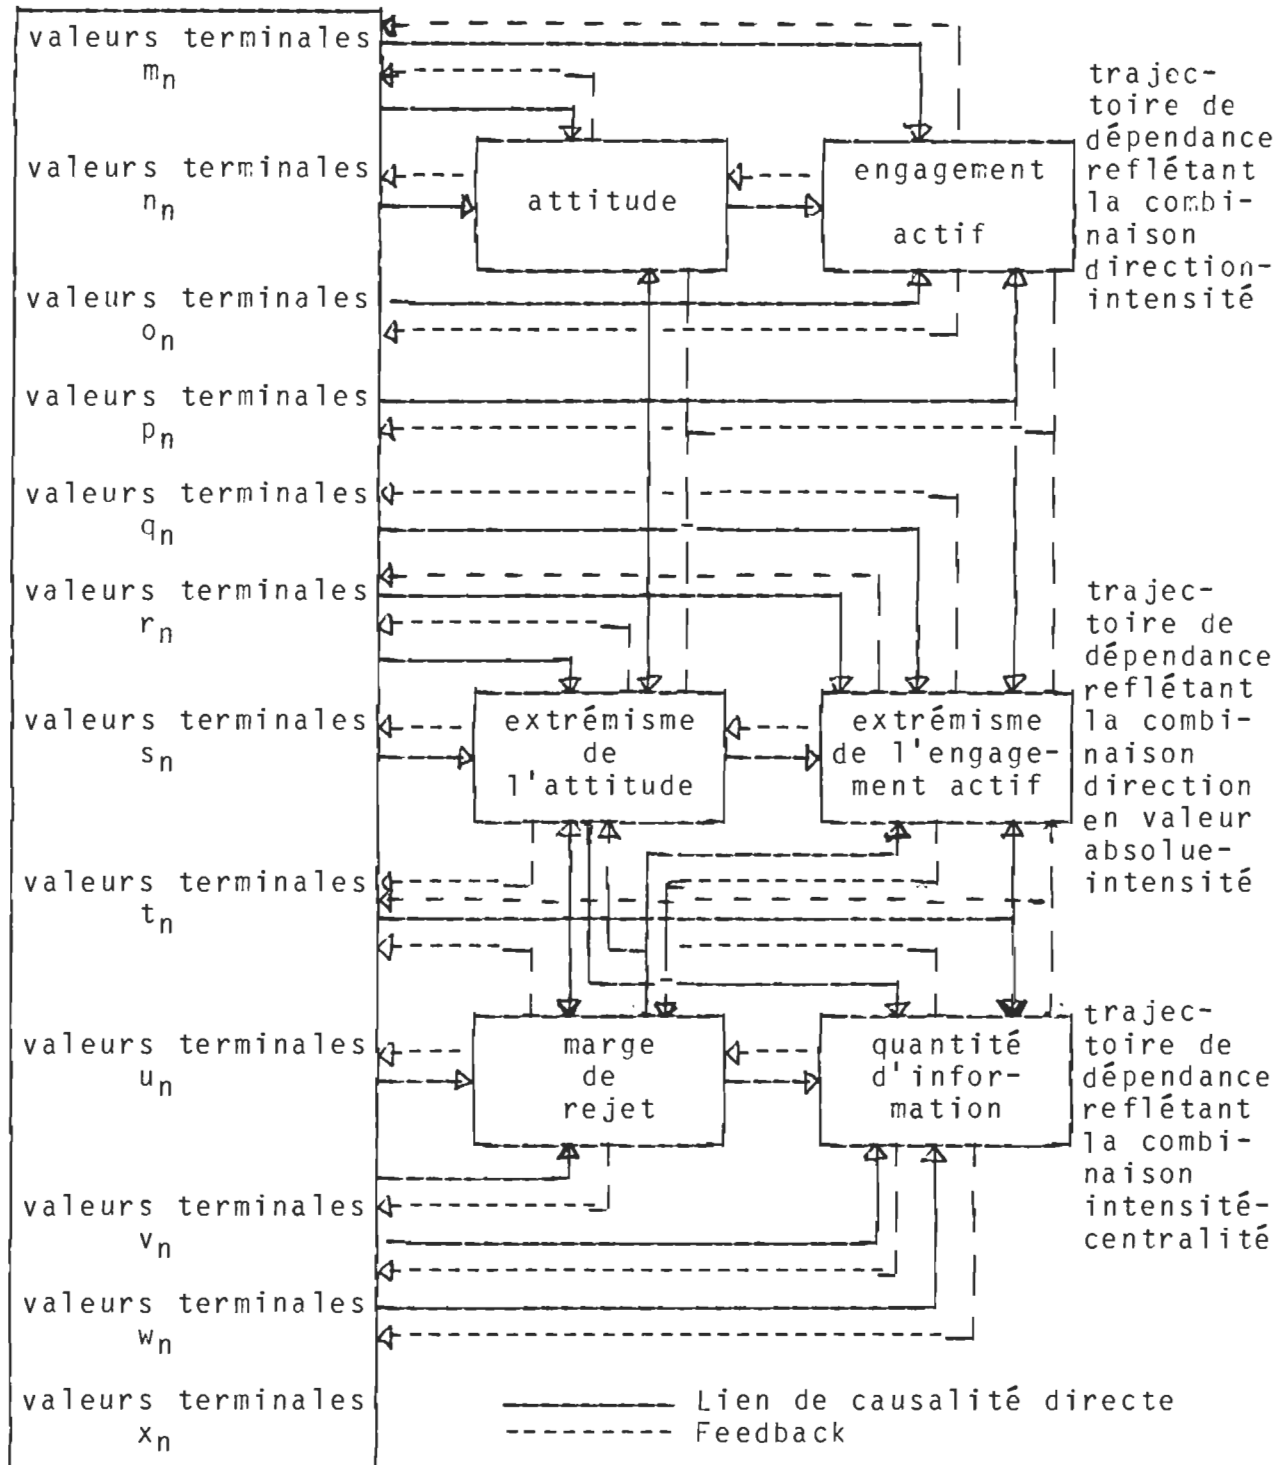 valeurs terminales
mn
valeurs terminales
nn
valeurs terminales
on
valeurs terminales
pn
valeurs terminales
qn
valeurs terminales
rn
valeurs terminales
sn
valeurs terminales
tn
valeurs terminales
un
valeurs terminales
vn
valeurs terminales
wn
valeurs terminales
xn
attitude
engagement
actif
trajec-
toire de
dépendance
reflétant
la combi-
naison
direction-
intensité
extrémisme
de
l'attitude
extrémisme
de l'engage-
ment actif
trajec-
toire de
dépendance
reflétant
la combi-
naison
direction
en valeur
absolue-
intensité
marge
de
rejet
quantité
d'infor-
mation
trajec-
toire de
dépendance
reflétant
la combi-
naison
intensité-
centralité
Lien de causalité directe
Feedback